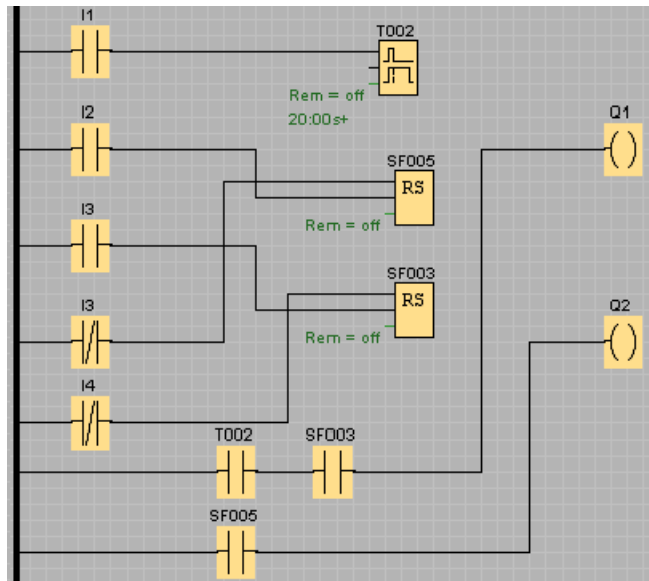 I1
T002
Rem = off
20:00s+
I2
Q1
SF005
RS
Rem = off
I3
SF003
RS
Rem = off
I3
Q2
I4
T002 SF003
SF005